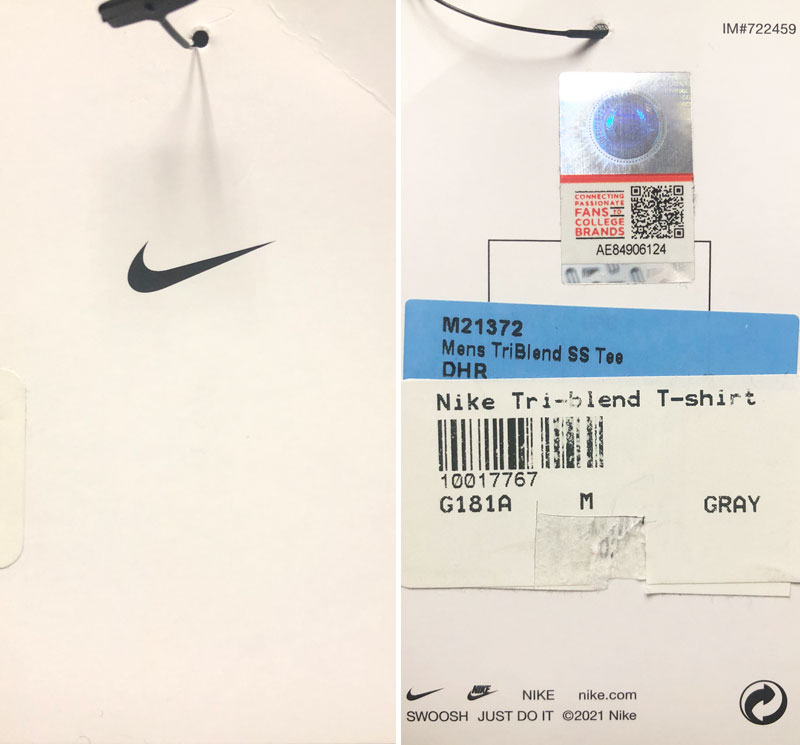 IM#722459
CONNECTING
PASSIONATE
FANS TO
COLLEGE
BRANDS
AE84906124
M21372
Mens TriBlend SS Tee
DHR
Nike Tri-blend T-shirt
10017767
G181A M GRAY
NIKE nike.com
SWOOSH JUST DO IT ©2021 Nike